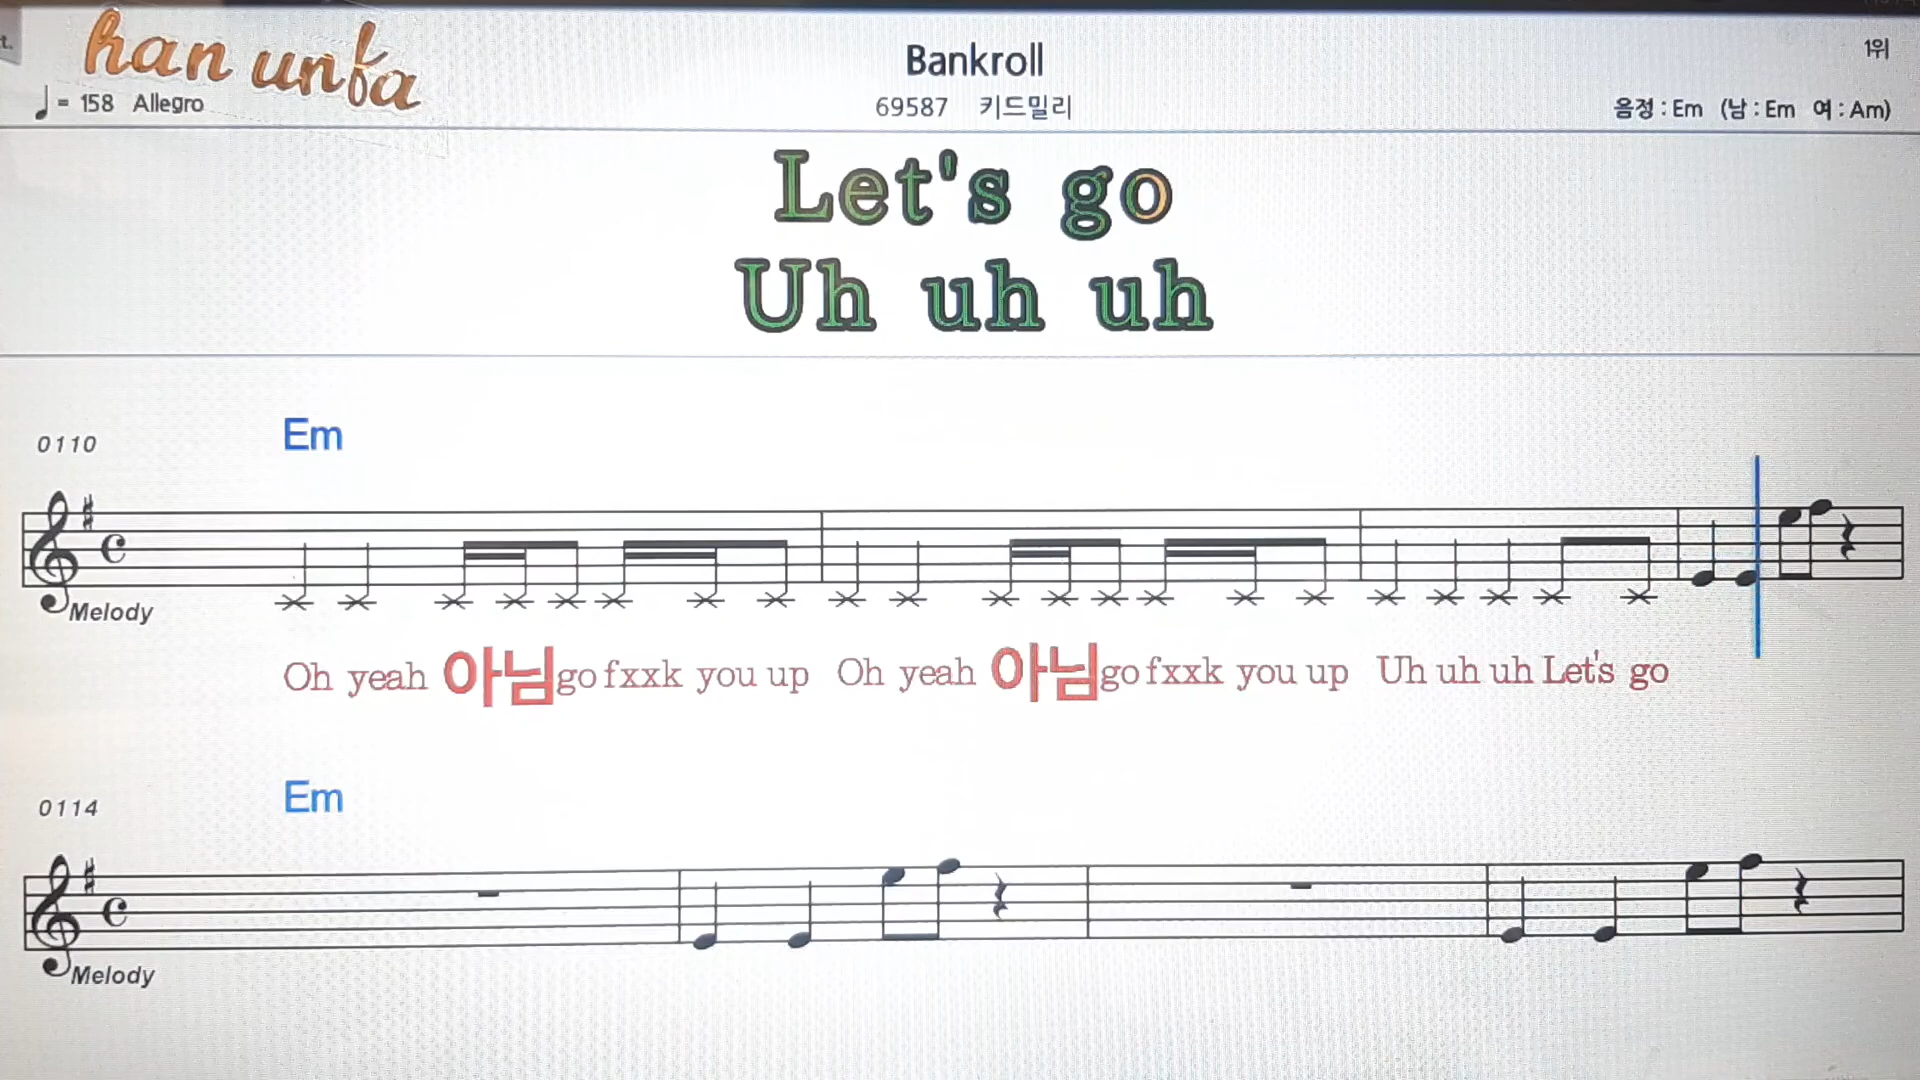 han unfa
Bankroll
1위
♩ = 158 Allegro
69587 키드밀리
음정 : Em (남 : Em 여 : Am)
Let's go
Uh uh uh
0110
Em
Melody
Oh yeah 아님 go fxxk you up Oh yeah 아님 go fxxk you up Uh uh uh Let's go
0114
Em
Melody